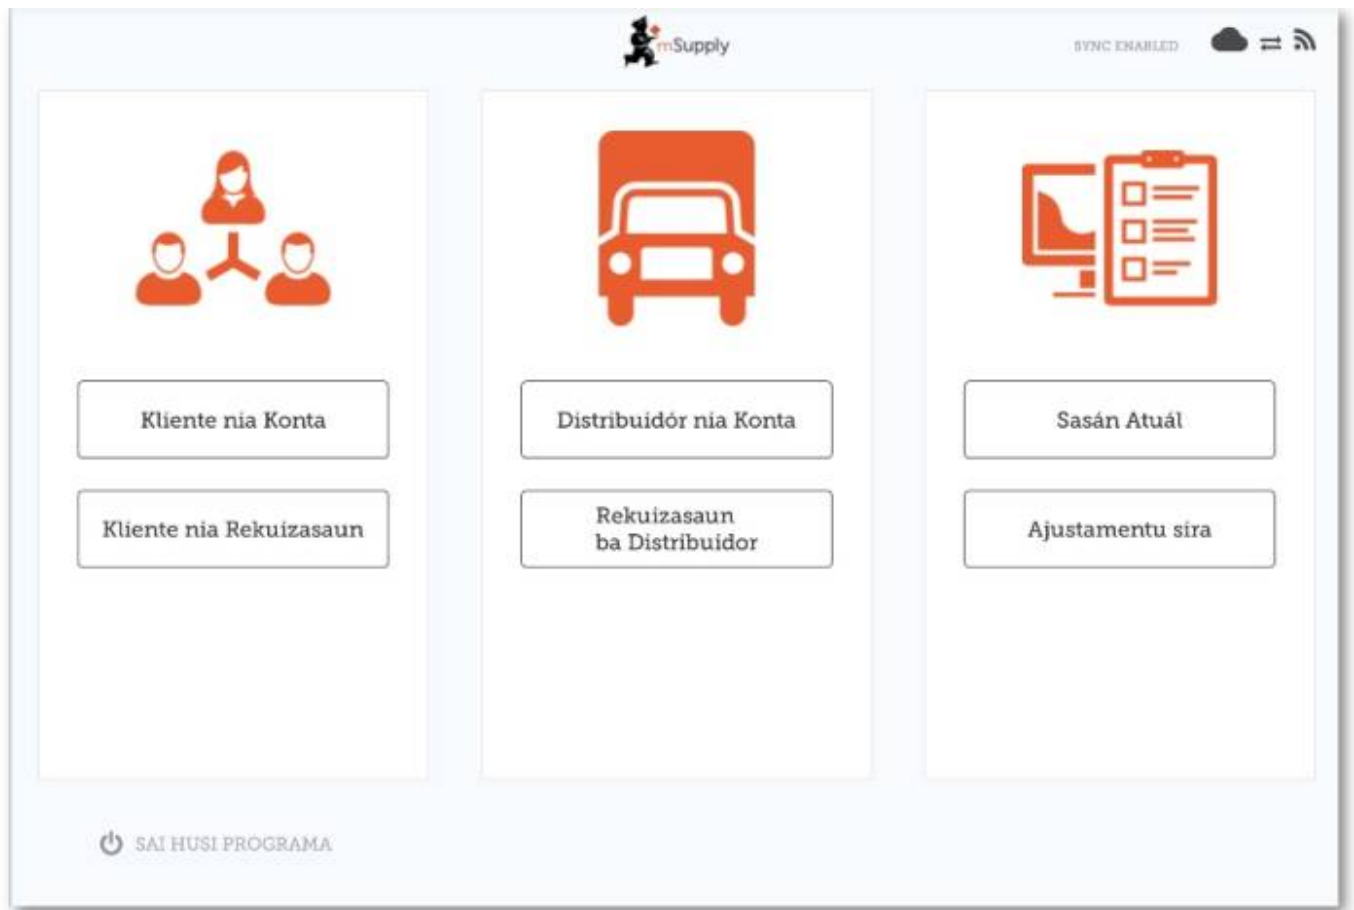 mSupply
SYNC ENABLED
Kliente nia Konta
Kliente nia Rekuizasaun
Distribuidór nia Konta
Rekuizasaun
ba Distribuidor
Sasán Atuál
Ajustamentu sira
SAI HUSI PROGRAMA